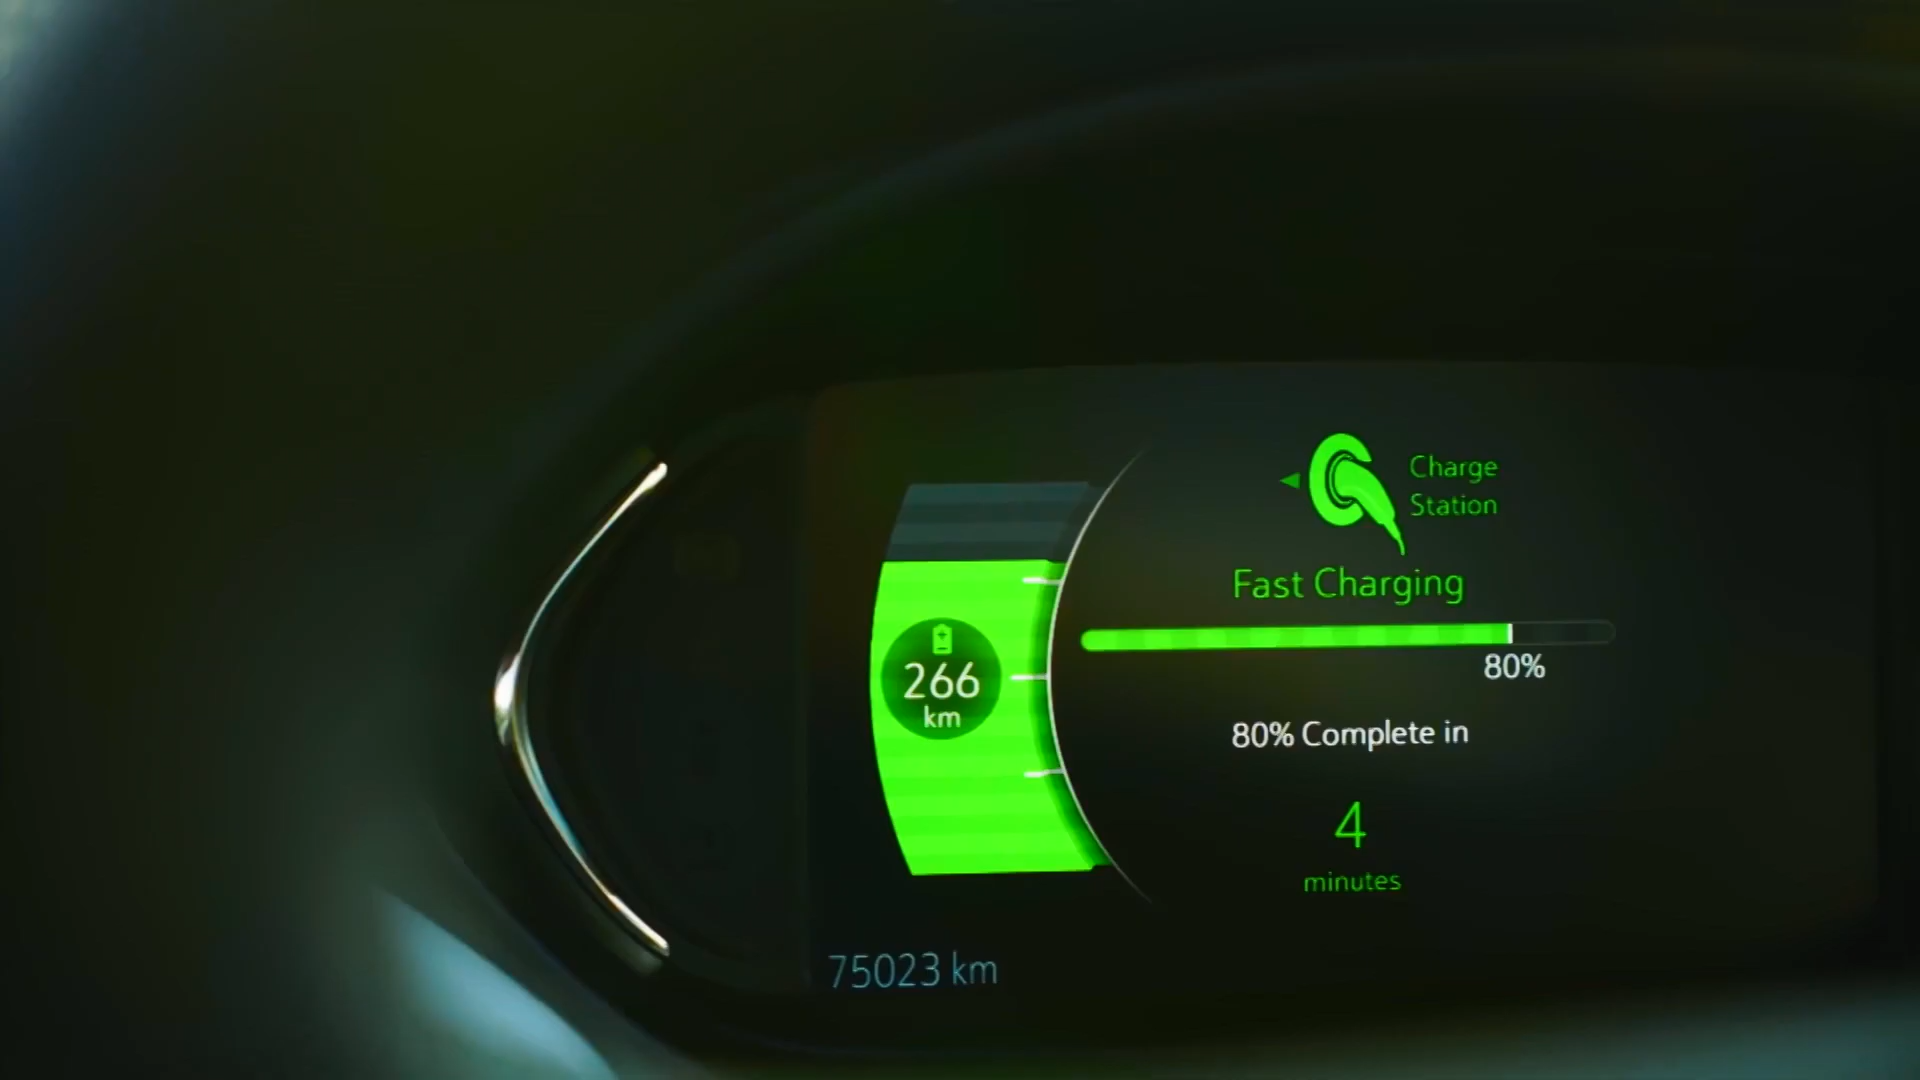 Charge
Station
Fast Charging
80%
266
km
80% Complete in
4
minutes
75023 km